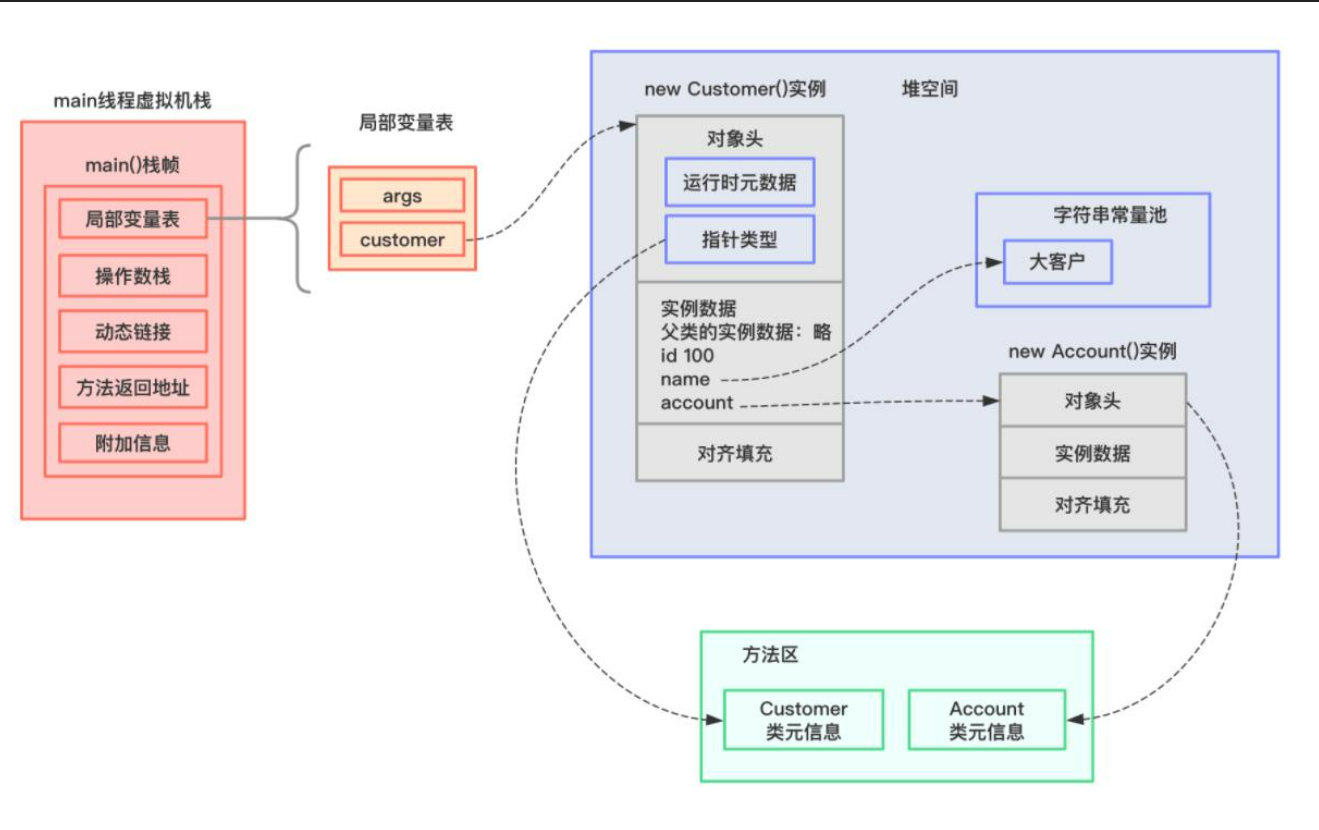 main线程虚拟机栈
main()栈帧
局部变量表
操作数栈
动态链接
方法返回地址
附加信息
局部变量表
args
customer
new Customer()实例
堆空间
对象头
运行时元数据
指针类型
实例数据
父类的实例数据：略
id 100
name
account
对齐填充
字符串常量池
大客户
new Account()实例
对象头
实例数据
对齐填充
方法区
Customer
类元信息
Account
类元信息